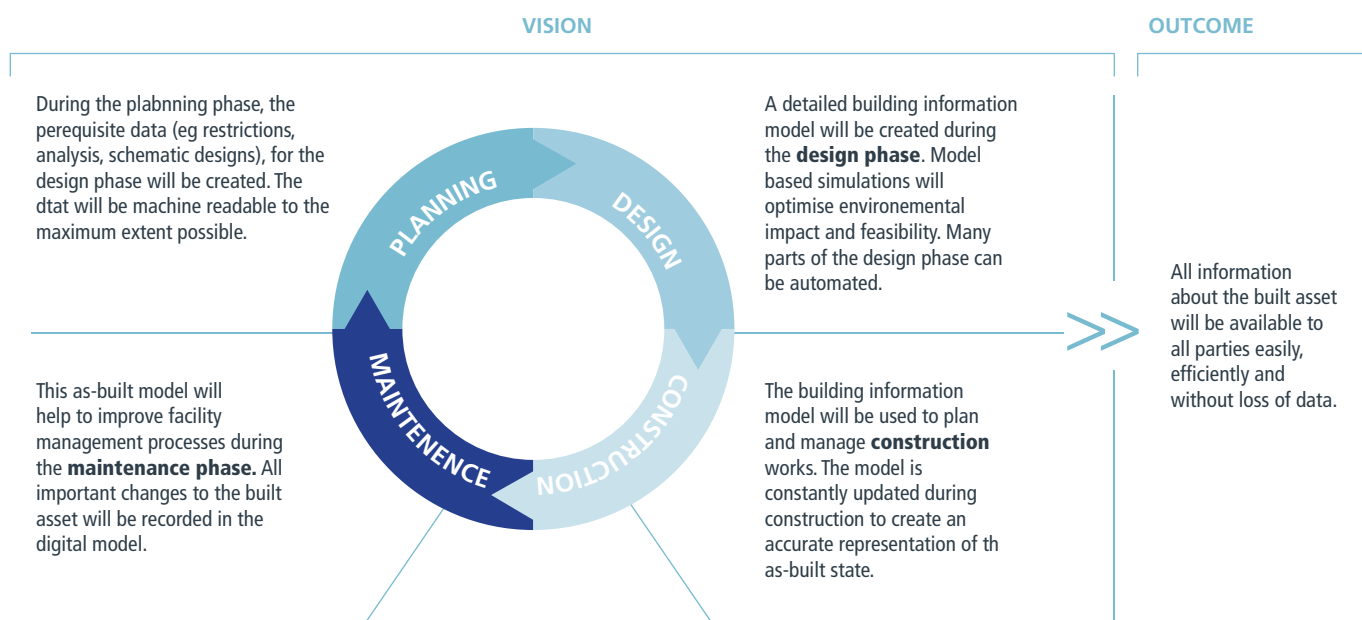 VISION
OUTCOME
During the plabnning phase, the
perequisite data (eg restrictions,
analysis, schematic designs), for the
design phase will be created. The
dtat will be machine readable to the
maximum extent possible.
A detailed building information
model will be created during
the design phase. Model
based simulations will
optimise environemental
impact and feasibility. Many
parts of the design phase can
be automated.
PLANNING
DESIGN
CONSTRUCTION
MAINTENENCE
This as-built model will
help to improve facility
management processes during
the maintenance phase. All
important changes to the built
asset will be recorded in the
digital model.
The building information
model will be used to plan
and manage construction
works. The model is
constantly updated during
construction to create an
accurate representation of th
as-built state.
All information
about the built asset
will be available to
all parties easily,
efficiently and
without loss of data.